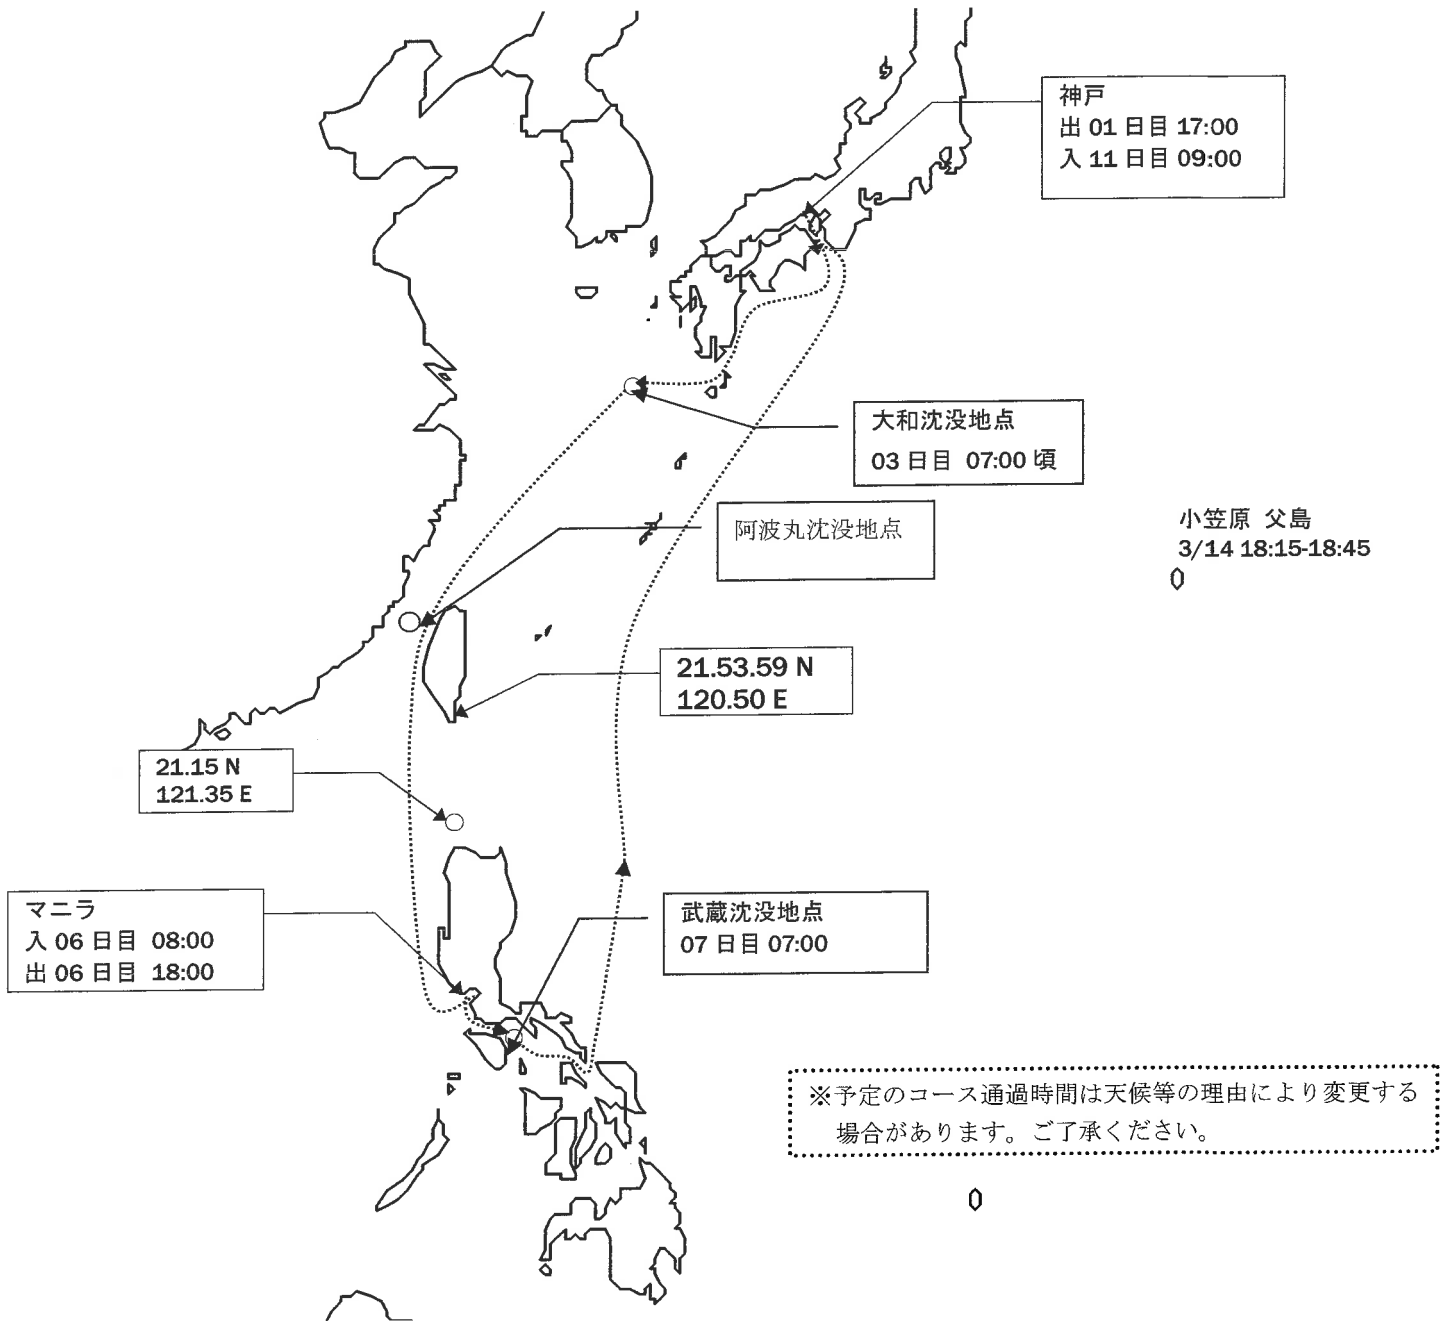 神戸
出 01 日目 17:00
入 11 日目 09:00
大和沈没地点
03 日目 07:00 頃
阿波丸沈没地点
小笠原 父島
3/14 18:15-18:45
21.53.59 N
120.50 E
21.15 N
121.35 E
マニラ
入 06 日目 08:00
出 06 日目 18:00
武蔵沈没地点
07 日目 07:00
※予定のコース通過時間は天候等の理由により変更する
場合があります。ご了承ください。